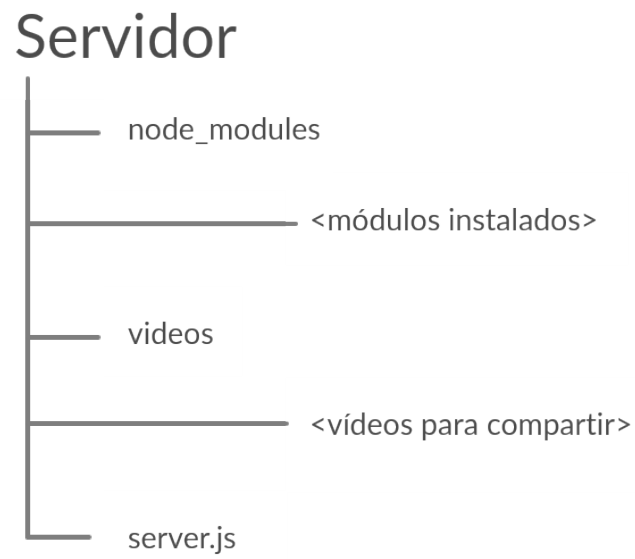 Servidor
node_modules
<módulos instalados>
videos
<vídeos para compartir>
server.js